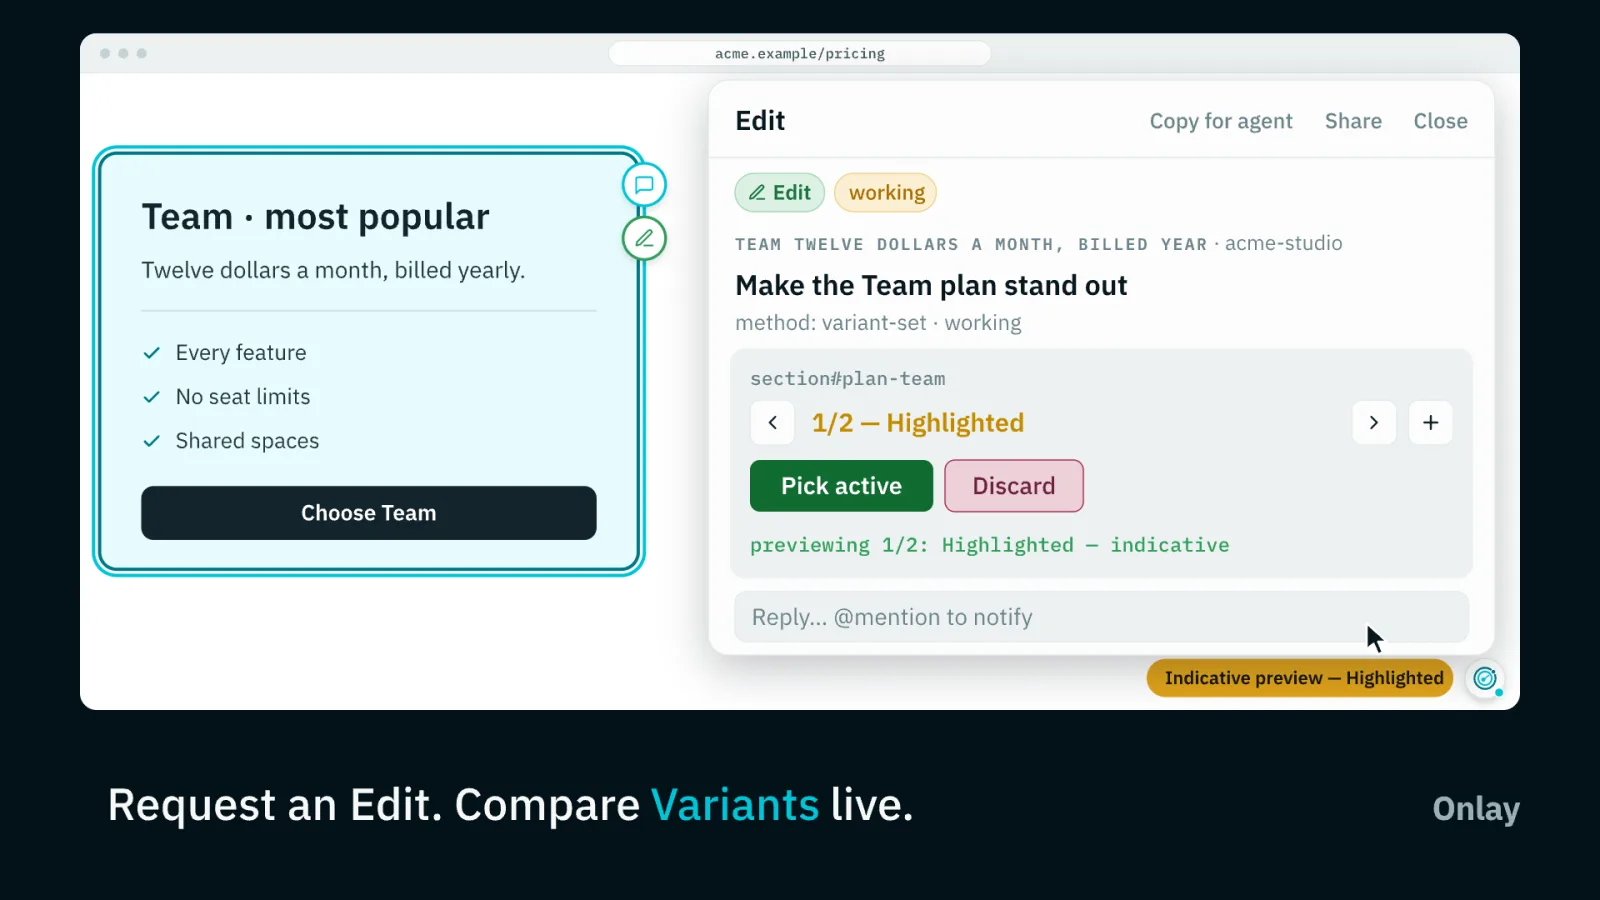 acme.example/pricing
Team · most popular
Twelve dollars a month, billed yearly.
Every feature
No seat limits
Shared spaces
Choose Team
Edit
Copy for agent
Share
Close
Edit
working
TEAM TWELVE DOLLARS A MONTH, BILLED YEAR · acme-studio
Make the Team plan stand out
method: variant-set · working
section#plan-team
1/2 — Highlighted
Pick active
Discard
previewing 1/2: Highlighted — indicative
Reply... @mention to notify
Indicative preview — Highlighted
Request an Edit. Compare Variants live.
Onlay